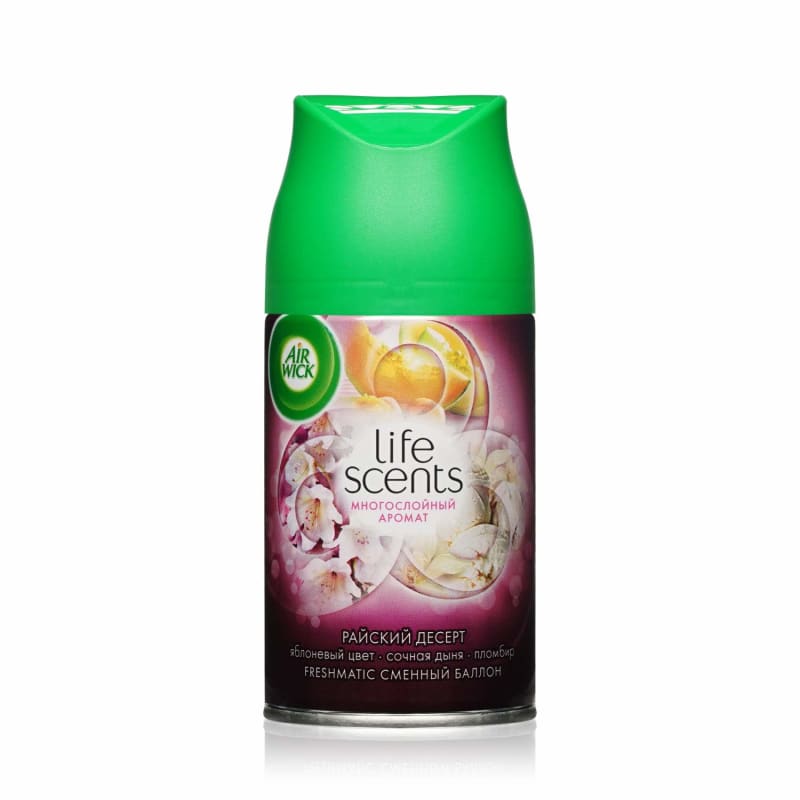 AIR
WICK
life
scents
МНОГОСЛОЙНЫЙ
АРОМАТ
РАЙСКИЙ ДЕСЕРТ
яблоневый цвет · сочная дыня · пломбир
FRESHMATIC СМЕННЫЙ БАЛЛОН